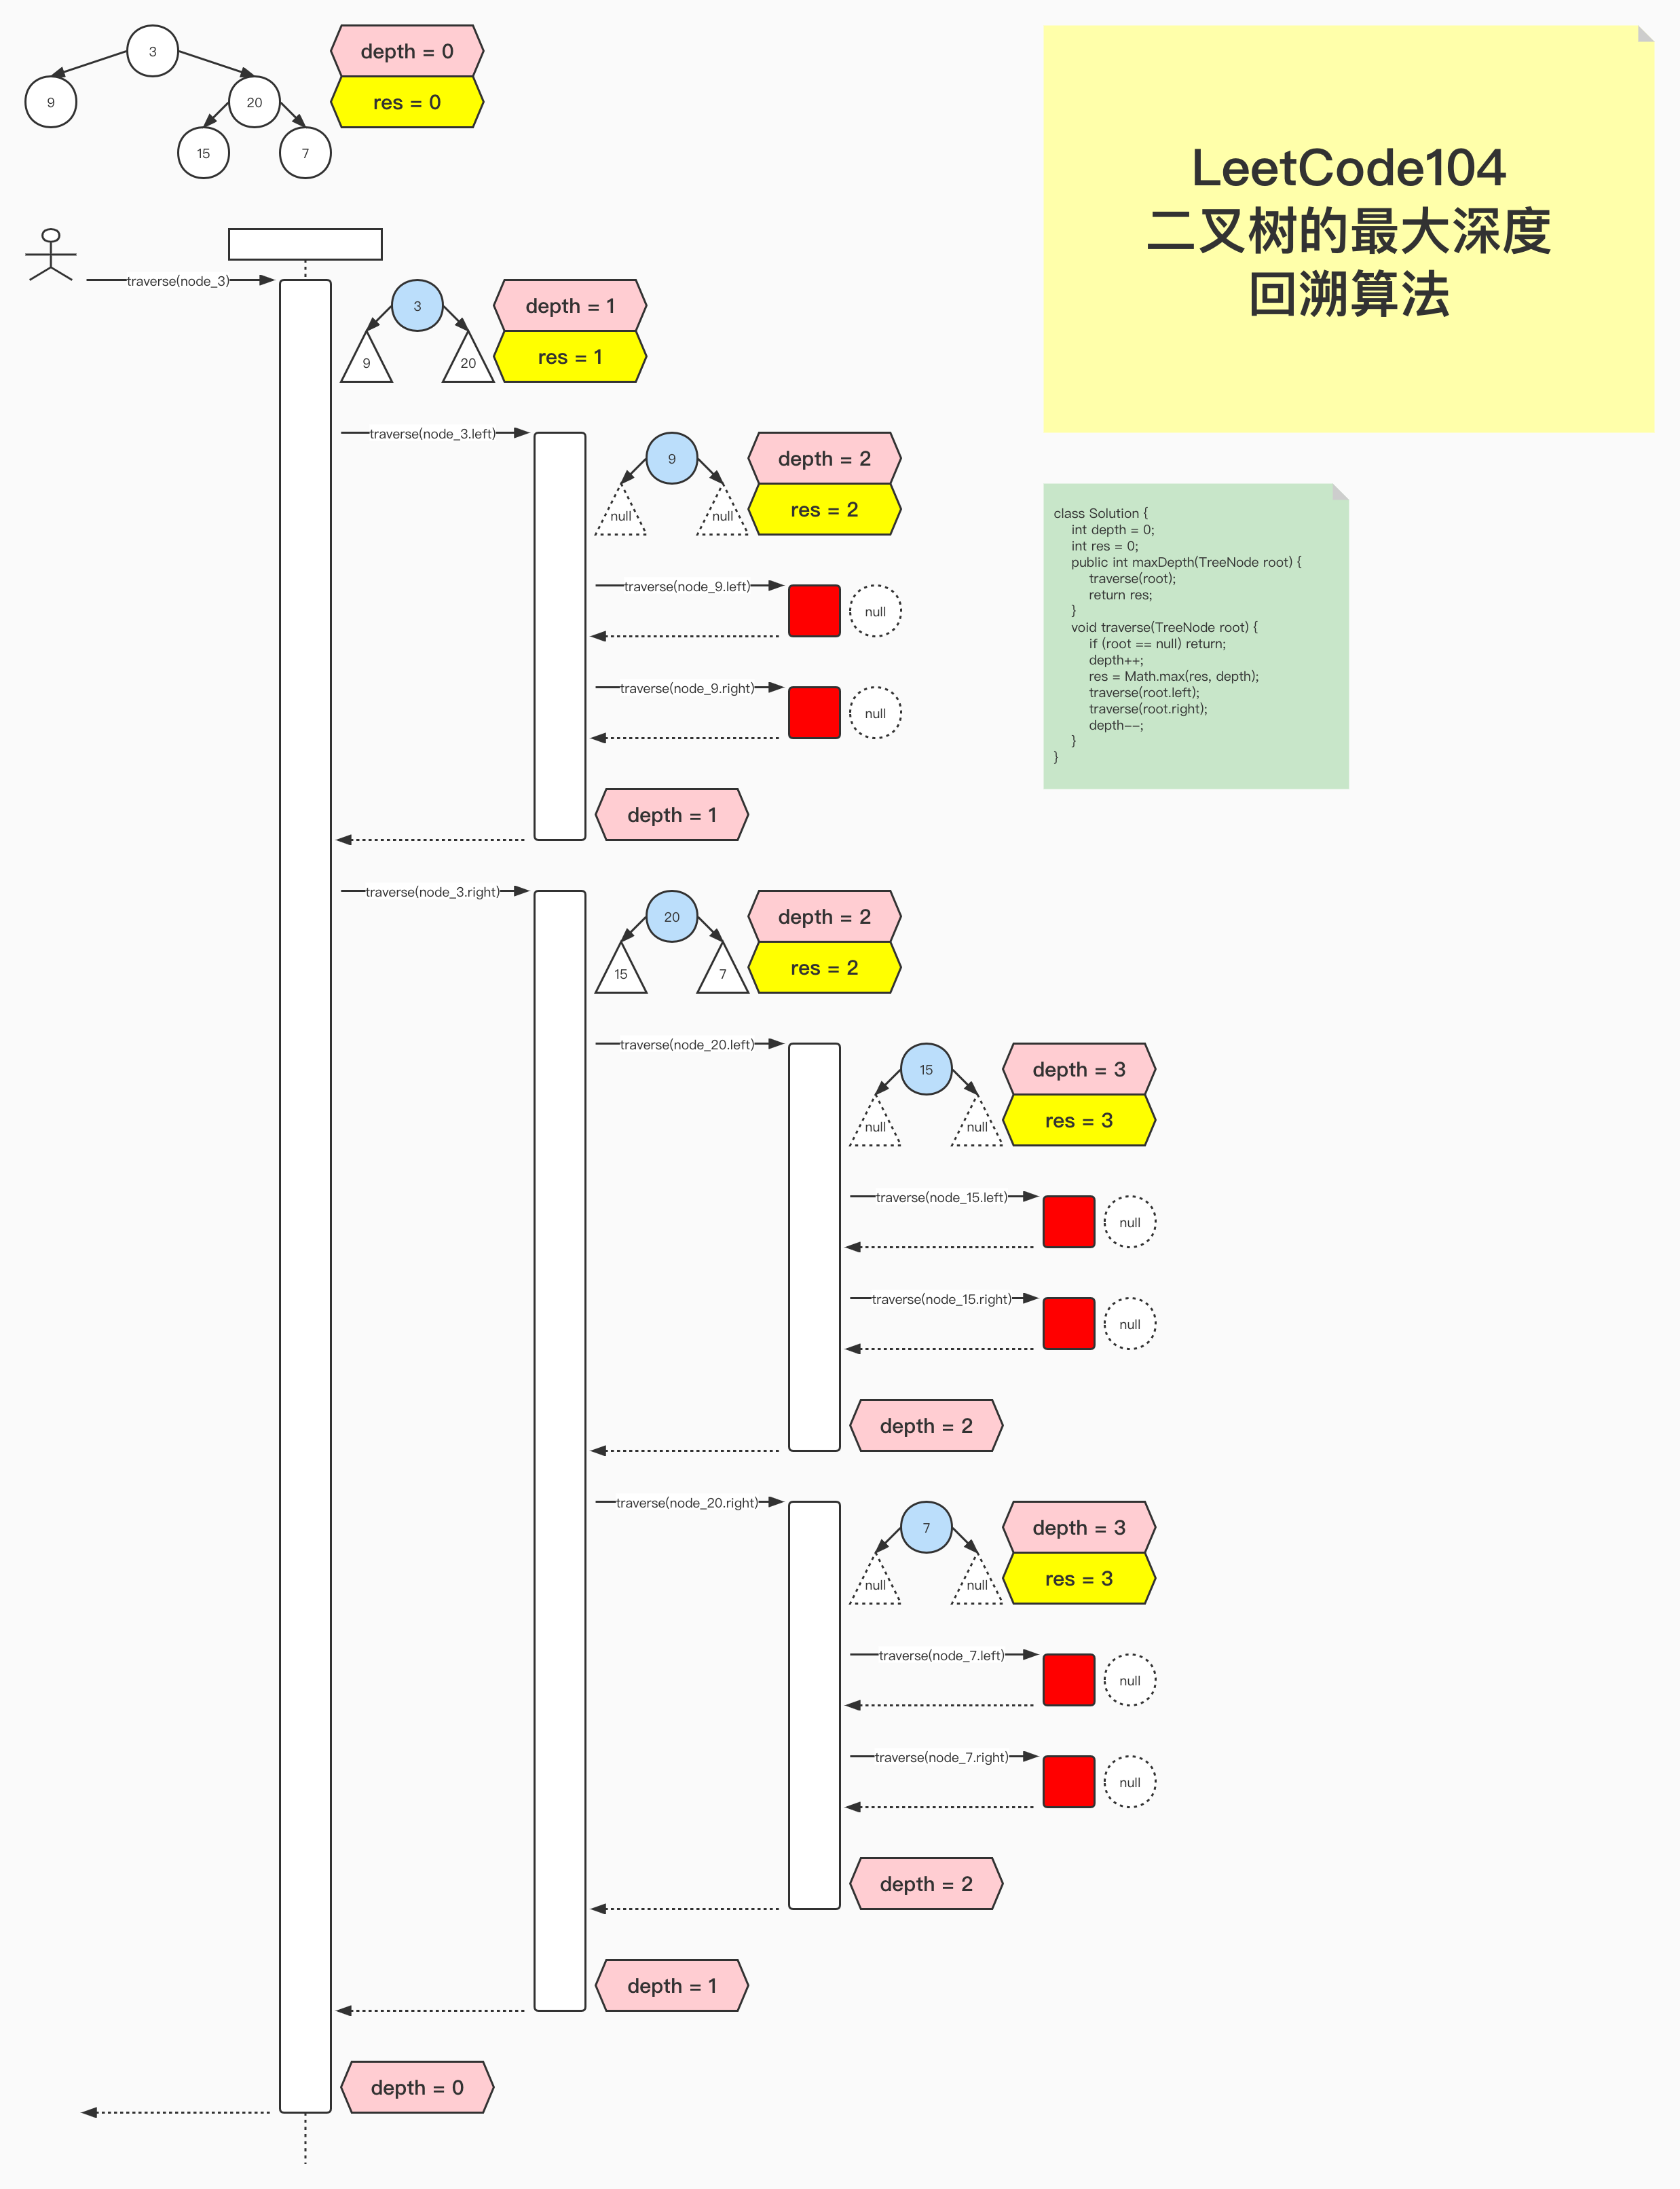 3
9
20
15
7
depth = 0
res = 0
LeetCode104
二叉树的最大深度
回溯算法
traverse(node_3)
3
9
20
depth = 1
res = 1
traverse(node_3.left)
9
null
null
depth = 2
res = 2
class Solution {
int depth = 0;
int res = 0;
public int maxDepth(TreeNode root) {
traverse(root);
return res;
}
void traverse(TreeNode root) {
if (root == null) return;
depth++;
res = Math.max(res, depth);
traverse(root.left);
traverse(root.right);
depth--;
}
}
traverse(node_9.left)
null
traverse(node_9.right)
null
depth = 1
traverse(node_3.right)
20
15
7
depth = 2
res = 2
traverse(node_20.left)
15
null
null
depth = 3
res = 3
traverse(node_15.left)
null
traverse(node_15.right)
null
depth = 2
traverse(node_20.right)
7
null
null
depth = 3
res = 3
traverse(node_7.left)
null
traverse(node_7.right)
null
depth = 2
depth = 1
depth = 0